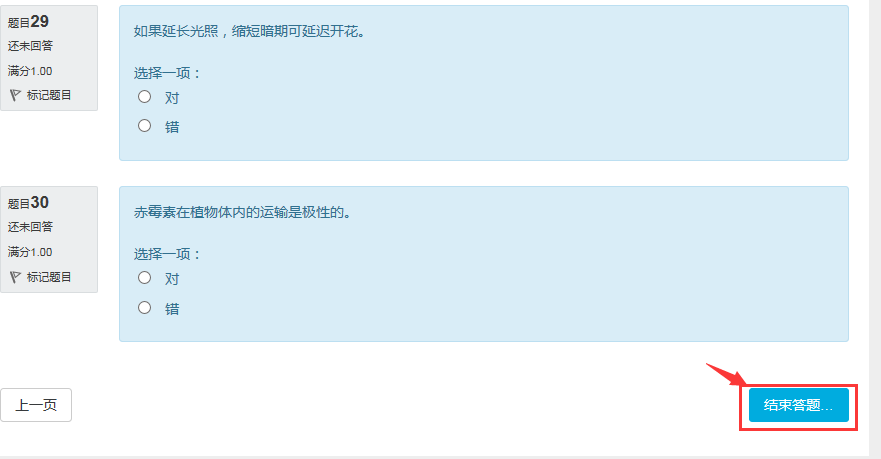 题目29
还未回答
满分1.00
标记题目
如果延长光照，缩短暗期可延迟开花。
选择一项：
对
错
题目30
还未回答
满分1.00
标记题目
赤霉素在植物体内的运输是极性的。
选择一项：
对
错
上一页
结束答题...